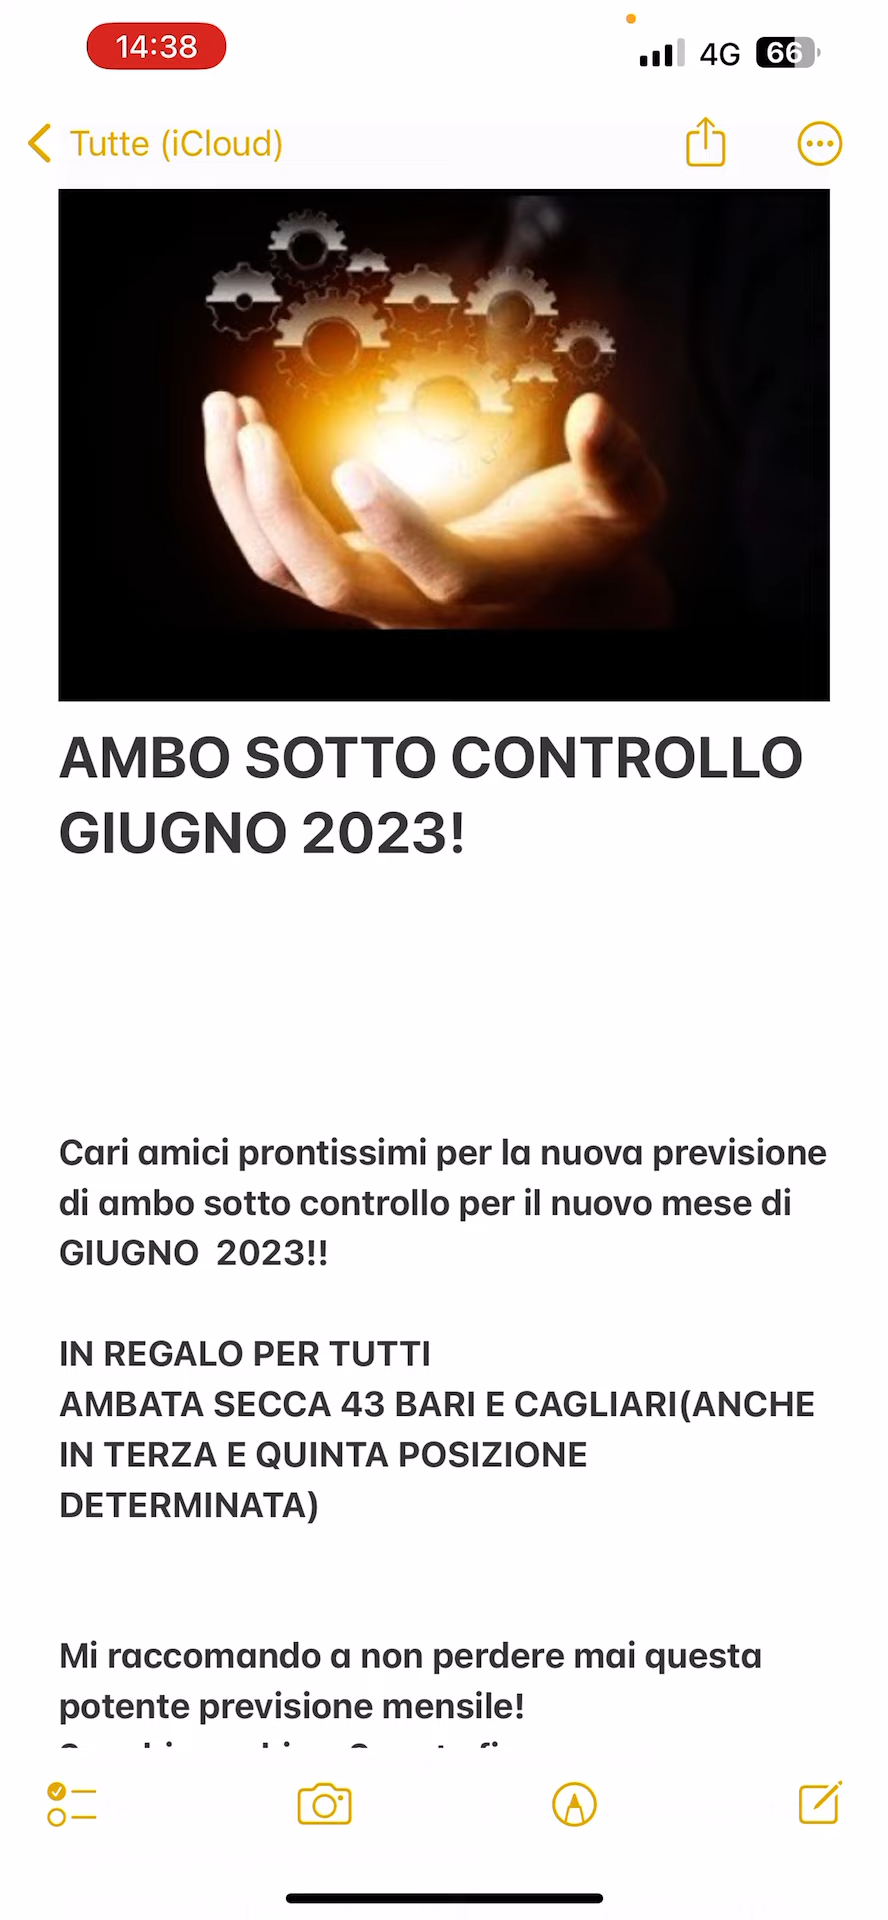 14:38
4G
66
Tutte (iCloud)
AMBO SOTTO CONTROLLO
GIUGNO 2023!
Cari amici prontissimi per la nuova previsione
di ambo sotto controllo per il nuovo mese di
GIUGNO  2023!!
IN REGALO PER TUTTI
AMBATA SECCA 43 BARI E CAGLIARI(ANCHE
IN TERZA E QUINTA POSIZIONE
DETERMINATA)
Mi raccomando a non perdere mai questa
potente previsione mensile!